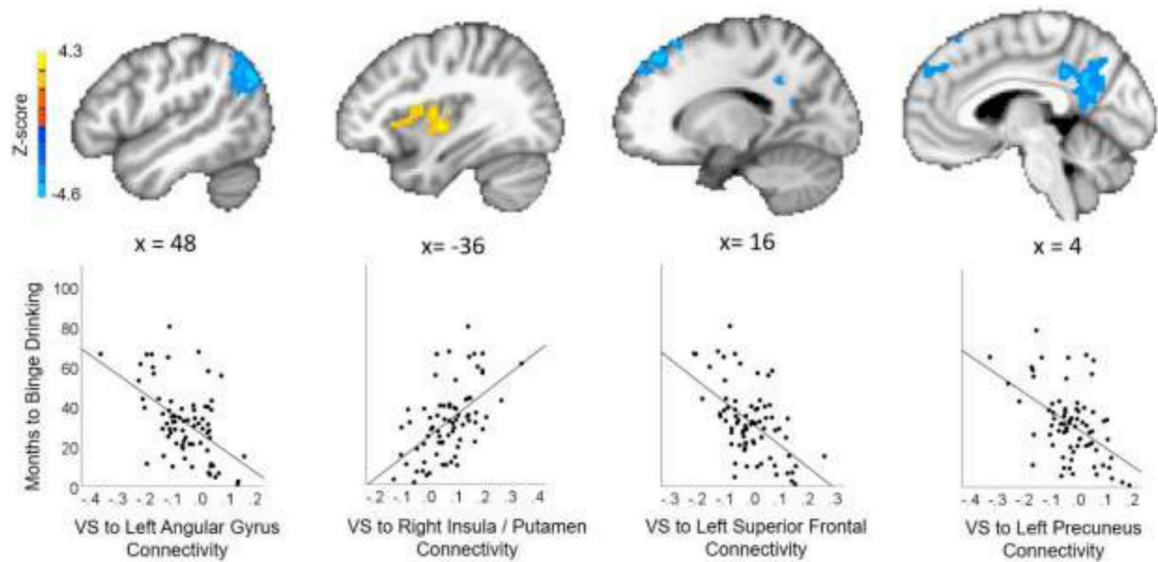 4.3
Z-score
-4.6
x = 48
x= -36
x= 16
x = 4
Months to Binge Drinking
100
80
60
40
20
0
-.4 -.3 -.2 -.1 .0 .1 .2
VS to Left Angular Gyrus
Connectivity
-.2 -.1 .0 .1 .2 .3 .4
VS to Right Insula / Putamen
Connectivity
-.3 -.2 -.1 .0 .1 .2 .3
VS to Left Superior Frontal
Connectivity
-.4 -.3 -.2 -.1 .0 .1 .2
VS to Left Precuneus
Connectivity